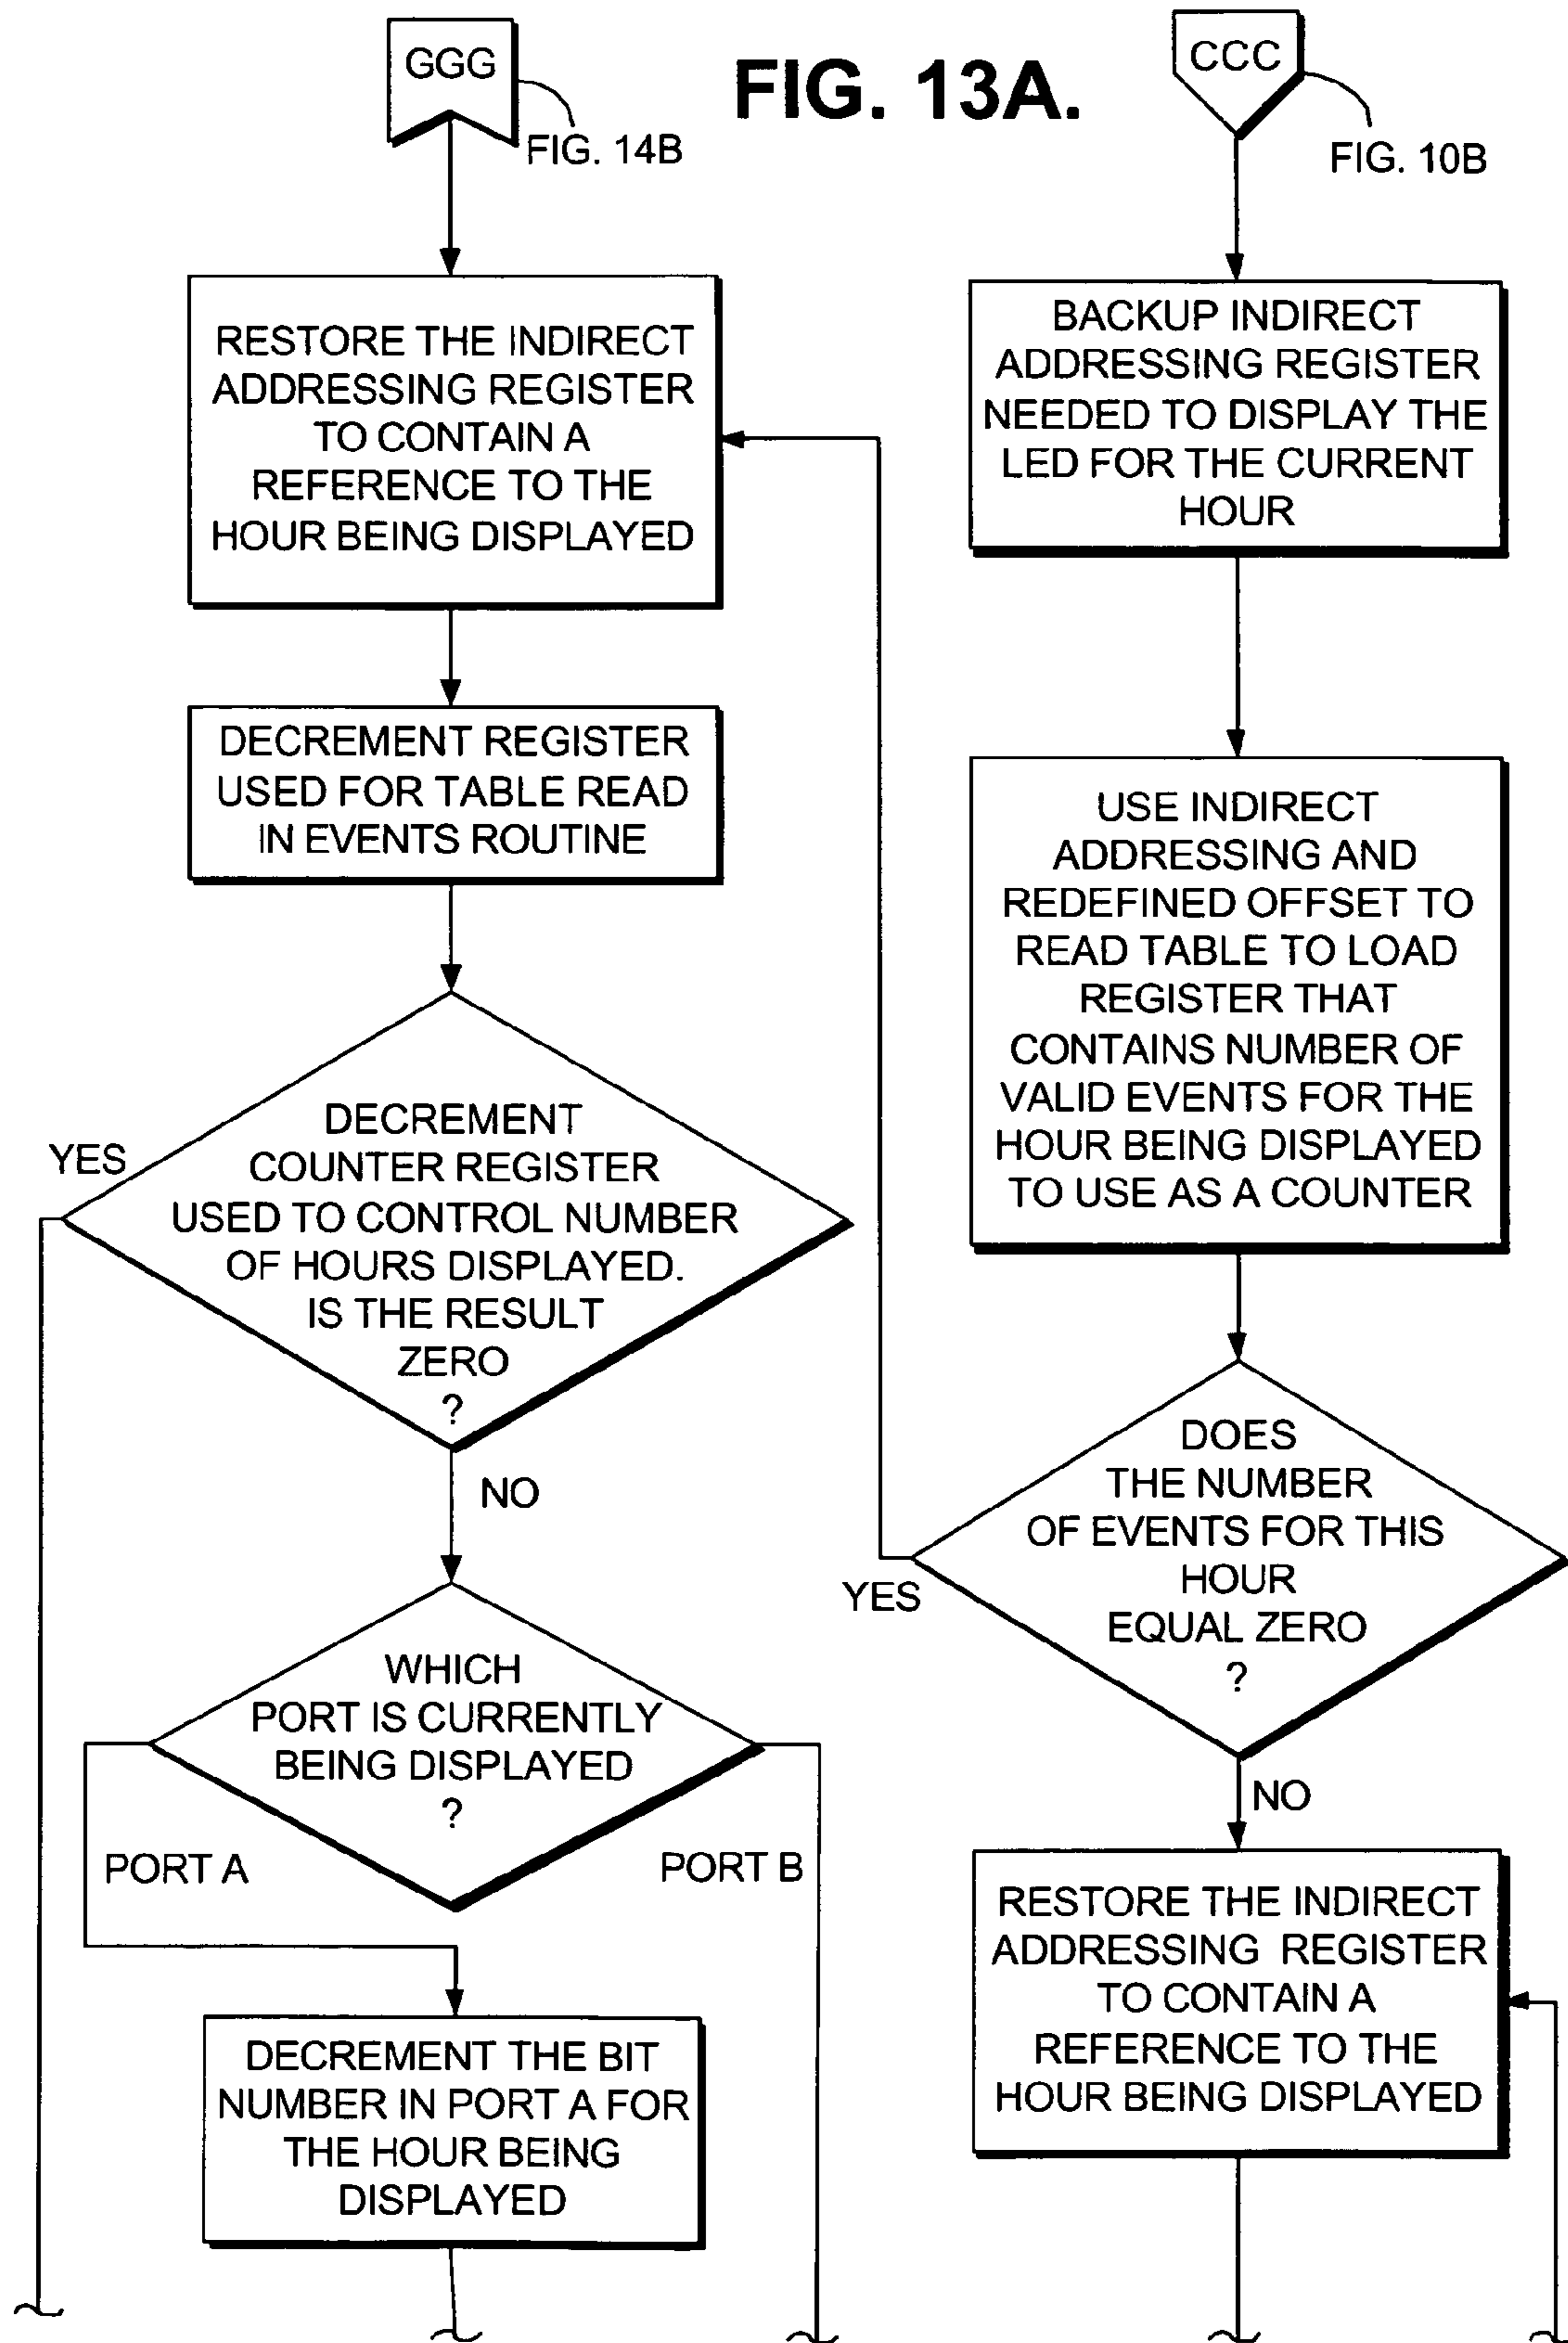 FIG. 13A.
GGG
FIG. 14B
RESTORE THE INDIRECT
ADDRESSING REGISTER
TO CONTAIN A
REFERENCE TO THE
HOUR BEING DISPLAYED
DECREMENT REGISTER
USED FOR TABLE READ
IN EVENTS ROUTINE
DECREMENT
COUNTER REGISTER
USED TO CONTROL NUMBER
OF HOURS DISPLAYED.
IS THE RESULT
ZERO
?
YES
NO
WHICH
PORT IS CURRENTLY
BEING DISPLAYED
?
PORT A
PORT B
DECREMENT THE BIT
NUMBER IN PORT A FOR
THE HOUR BEING
DISPLAYED
CCC
FIG. 10B
BACKUP INDIRECT
ADDRESSING REGISTER
NEEDED TO DISPLAY THE
LED FOR THE CURRENT
HOUR
USE INDIRECT
ADDRESSING AND
REDEFINED OFFSET TO
READ TABLE TO LOAD
REGISTER THAT
CONTAINS NUMBER OF
VALID EVENTS FOR THE
HOUR BEING DISPLAYED
TO USE AS A COUNTER
DOES
THE NUMBER
OF EVENTS FOR THIS
HOUR
EQUAL ZERO
?
YES
NO
RESTORE THE INDIRECT
ADDRESSING REGISTER
TO CONTAIN A
REFERENCE TO THE
HOUR BEING DISPLAYED